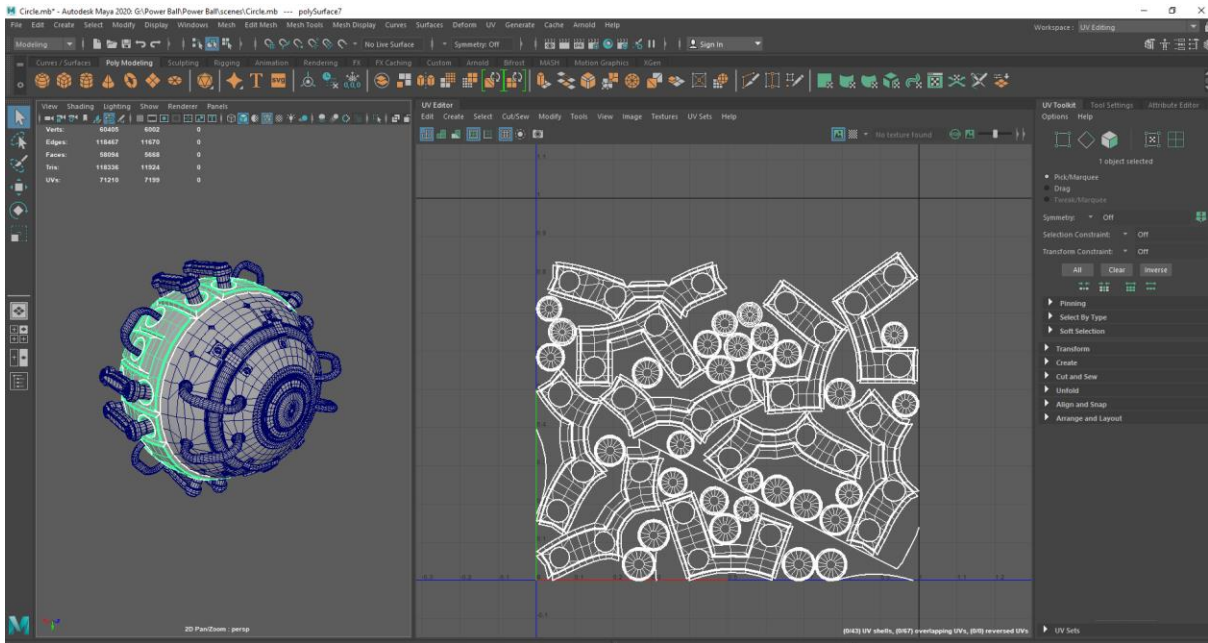 Circle.mb* - Autodesk Maya 2020: G:\Power Ball\Power Ball\scenes\Circle.mb --- polySurface7
File Edit Create Select Modify Display Windows Mesh Edit Mesh Mesh Tools Mesh Display Curves Surfaces Deform UV Generate Cache Arnold Help
Workspace : UV Editing
Modeling
No Live Surface
Symmetry: Off
Sign in
Curves / Surfaces Poly Modeling Sculpting Rigging Animation Rendering FX FX Caching Custom Arnold Bifrost MASH Motion Graphics XGen
SVG
View Shading Lighting Show Renderer Panels
Verts: 60405 6002 0
Edges: 118467 11670 0
Faces: 58094 5668 0
Tris: 118336 11924 0
UVs: 71210 7199 0
2D Pan/Zoom : persp
UV Editor
Edit Create Select Cut/Sew Modify Tools View Image Textures UV Sets Help
No texture found
(0/43) UV shells, (0/67) overlapping UVs, (0/0) reversed UVs
UV Toolkit Tool Settings Attribute Editor
Options Help
1 object selected
Pick/Marquee
Drag
Tweak/Marquee
Symmetry: Off
Selection Constraint: Off
Transform Constraint: Off
All Clear Inverse
Pinning
Select By Type
Soft Selection
Transform
Create
Cut and Sew
Unfold
Align and Snap
Arrange and Layout
UV Sets